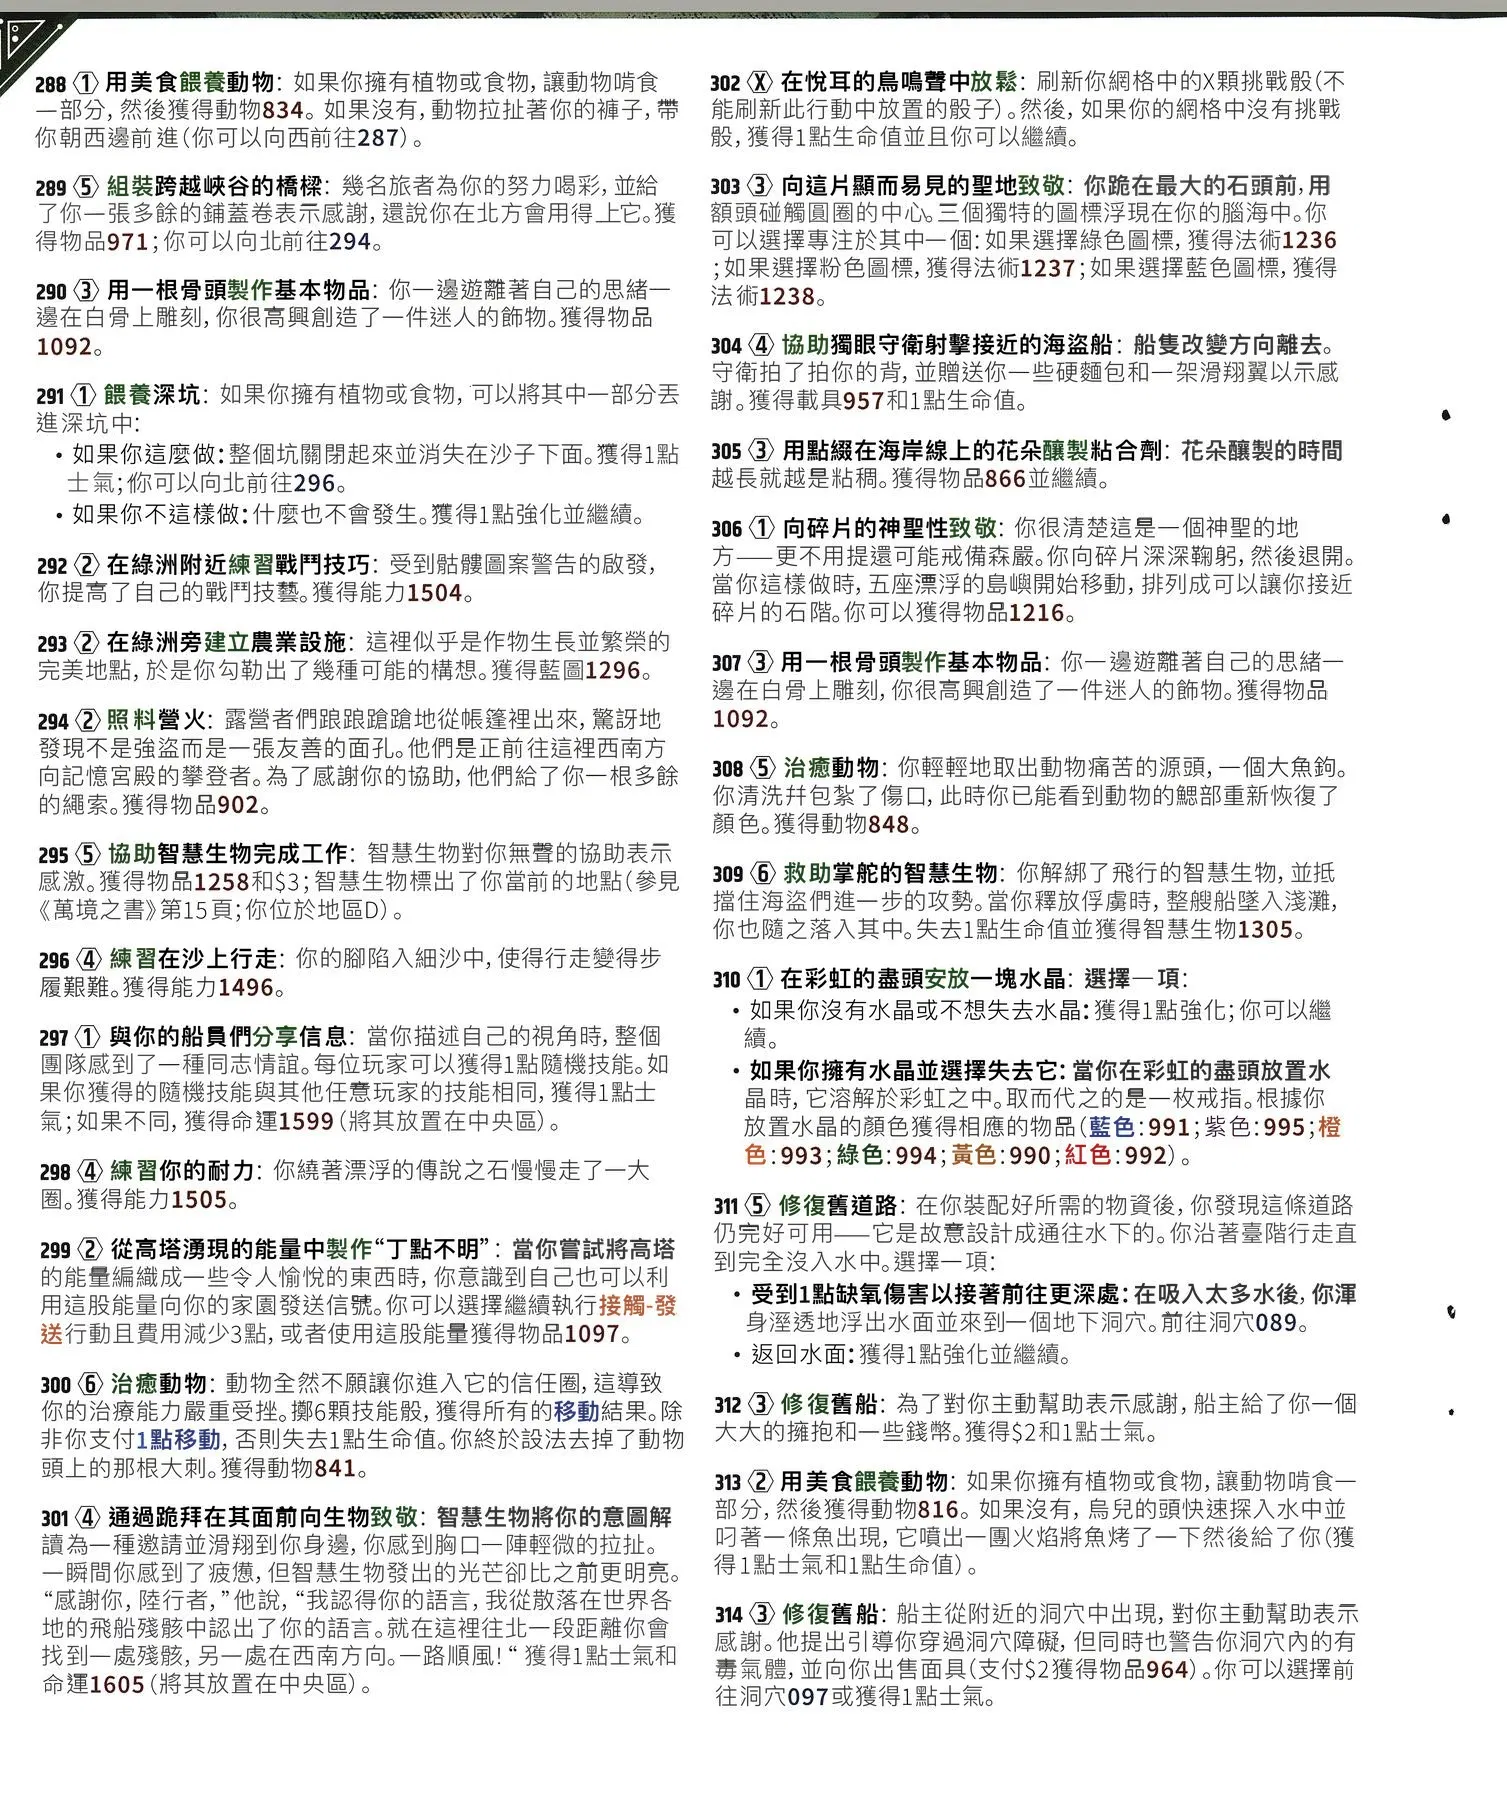 288 ⟨1⟩ 用美食餵養動物: 如果你擁有植物或食物, 讓動物啃食
一部分, 然後獲得動物834。如果沒有, 動物拉扯著你的褲子, 帶
你朝西邊前進(你可以向西前往287)。
289 ⟨5⟩ 組裝跨越峽谷的橋樑: 幾名旅者為你的努力喝彩, 並給
了你一張多餘的鋪蓋卷表示感謝, 還說你在北方會用得上它。獲
得物品971; 你可以向北前往294。
290 ⟨3⟩ 用一根骨頭製作基本物品: 你一邊遊離著自己的思緒一
邊在白骨上雕刻, 你很高興創造了一件迷人的飾物。獲得物品
1092。
291 ⟨1⟩ 餵養深坑: 如果你擁有植物或食物, 可以將其中一部分丟
進深坑中:
• 如果你這麼做: 整個坑關閉起來並消失在沙子下面。獲得1點
士氣; 你可以向北前往296。
• 如果你不這樣做: 什麼也不會發生。獲得1點強化並繼續。
292 ⟨2⟩ 在綠洲附近練習戰鬥技巧: 受到骷髏圖案警告的啟發,
你提高了自己的戰鬥技藝。獲得能力1504。
293 ⟨2⟩ 在綠洲旁建立農業設施: 這裡似乎是作物生長並繁榮的
完美地點, 於是你勾勒出了幾種可能的構想。獲得藍圖1296。
294 ⟨2⟩ 照料營火: 露營者們踉踉蹌蹌地從帳篷裡出來, 驚訝地
發現不是強盜而是一張友善的面孔。他們是正前往這裡西南方
向記憶宮殿的攀登者。為了感謝你的協助, 他們給了你一根多餘
的繩索。獲得物品902。
295 ⟨5⟩ 協助智慧生物完成工作: 智慧生物對你無聲的協助表示
感激。獲得物品1258和$3; 智慧生物標出了你當前的地點(參見
《萬境之書》第15頁; 你位於地區D)。
296 ⟨4⟩ 練習在沙上行走: 你的腳陷入細沙中, 使得行走變得步
履艱難。獲得能力1496。
297 ⟨1⟩ 與你的船員們分享信息: 當你描述自己的視角時, 整個
團隊感到了一種同志情誼。每位玩家可以獲得1點隨機技能。如
果你獲得的隨機技能與其他任意玩家的技能相同, 獲得1點士
氣; 如果不同, 獲得命運1599(將其放置在中央區)。
298 ⟨4⟩ 練習你的耐力: 你繞著漂浮的傳說之石慢慢走了一大
圈。獲得能力1505。
299 ⟨2⟩ 從高塔湧現的能量中製作“丁點不明”: 當你嘗試將高塔
的能量編織成一些令人愉悅的東西時, 你意識到自己也可以利
用這股能量向你的家園發送信號。你可以選擇繼續執行接觸-發
送行動且費用減少3點, 或者使用這股能量獲得物品1097。
300 ⟨6⟩ 治癒動物: 動物全然不願讓你進入它的信任圈, 這導致
你的治療能力嚴重受挫。擲6顆技能骰, 獲得所有的移動結果。除
非你支付1點移動, 否則失去1點生命值。你終於設法去掉了動物
頭上的那根大刺。獲得動物841。
301 ⟨4⟩ 通過跪拜在其面前向生物致敬: 智慧生物將你的意圖解
讀為一種邀請並滑翔到你身邊, 你感到胸口一陣輕微的拉扯。
一瞬間你感到了疲憊, 但智慧生物發出的光芒卻比之前更明亮。
“感謝你, 陸行者,”他說, “我認得你的語言, 我從散落在世界各
地的飛船殘骸中認出了你的語言。就在這裡往北一段距離你會
找到一處殘骸, 另一處在西南方向。一路順風! “ 獲得1點士氣和
命運1605(將其放置在中央區)。
302 ⟨X⟩ 在悅耳的鳥鳴聲中放鬆: 刷新你網格中的X顆挑戰骰(不
能刷新此行動中放置的骰子)。然後, 如果你的網格中沒有挑戰
骰, 獲得1點生命值並且你可以繼續。
303 ⟨3⟩ 向這片顯而易見的聖地致敬: 你跪在最大的石頭前, 用
額頭碰觸圓圈的中心。三個獨特的圖標浮現在你的腦海中。你
可以選擇專注於其中一個: 如果選擇綠色圖標, 獲得法術1236
; 如果選擇粉色圖標, 獲得法術1237; 如果選擇藍色圖標, 獲得
法術1238。
304 ⟨4⟩ 協助獨眼守衛射擊接近的海盜船: 船隻改變方向離去。
守衛拍了拍你的背, 並贈送你一些硬麵包和一架滑翔翼以示感
謝。獲得載具957和1點生命值。
305 ⟨3⟩ 用點綴在海岸線上的花朵釀製粘合劑: 花朵釀製的時間
越長就越是粘稠。獲得物品866並繼續。
306 ⟨1⟩ 向碎片的神聖性致敬: 你很清楚這是一個神聖的地
方——更不用提還可能戒備森嚴。你向碎片深深鞠躬, 然後退開。
當你這樣做時, 五座漂浮的島嶼開始移動, 排列成可以讓你接近
碎片的石階。你可以獲得物品1216。
307 ⟨3⟩ 用一根骨頭製作基本物品: 你一邊遊離著自己的思緒一
邊在白骨上雕刻, 你很高興創造了一件迷人的飾物。獲得物品
1092。
308 ⟨5⟩ 治癒動物: 你輕輕地取出動物痛苦的源頭, 一個大魚鉤。
你清洗并包紮了傷口, 此時你已能看到動物的鰓部重新恢復了
顏色。獲得動物848。
309 ⟨6⟩ 救助掌舵的智慧生物: 你解綁了飛行的智慧生物, 並抵
擋住海盜們進一步的攻勢。當你釋放俘虜時, 整艘船墜入淺灘,
你也隨之落入其中。失去1點生命值並獲得智慧生物1305。
310 ⟨1⟩ 在彩虹的盡頭安放一塊水晶: 選擇一項:
• 如果你沒有水晶或不想失去水晶: 獲得1點強化; 你可以繼
續。
• 如果你擁有水晶並選擇失去它: 當你在彩虹的盡頭放置水
晶時, 它溶解於彩虹之中。取而代之的是一枚戒指。根據你
放置水晶的顏色獲得相應的物品(藍色: 991; 紫色: 995; 橙
色: 993; 綠色: 994; 黃色: 990; 紅色: 992)。
311 ⟨5⟩ 修復舊道路: 在你裝配好所需的物資後, 你發現這條道路
仍完好可用——它是故意設計成通往水下的。你沿著臺階行走直
到完全沒入水中。選擇一項:
• 受到1點缺氧傷害以接著前往更深處: 在吸入太多水後, 你渾
身溼透地浮出水面並來到一個地下洞穴。前往洞穴089。
• 返回水面: 獲得1點強化並繼續。
312 ⟨3⟩ 修復舊船: 為了對你主動幫助表示感謝, 船主給了你一個
大大的擁抱和一些錢幣。獲得$2和1點士氣。
313 ⟨2⟩ 用美食餵養動物: 如果你擁有植物或食物, 讓動物啃食一
部分, 然後獲得動物816。如果沒有, 烏兒的頭快速探入水中並
叼著一條魚出現, 它噴出一團火焰將魚烤了一下然後給了你(獲
得1點士氣和1點生命值)。
314 ⟨3⟩ 修復舊船: 船主從附近的洞穴中出現, 對你主動幫助表示
感謝。他提出引導你穿過洞穴障礙, 但同時也警告你洞穴內的有
毒氣體, 並向你出售面具(支付$2獲得物品964)。你可以選擇前
往洞穴097或獲得1點士氣。